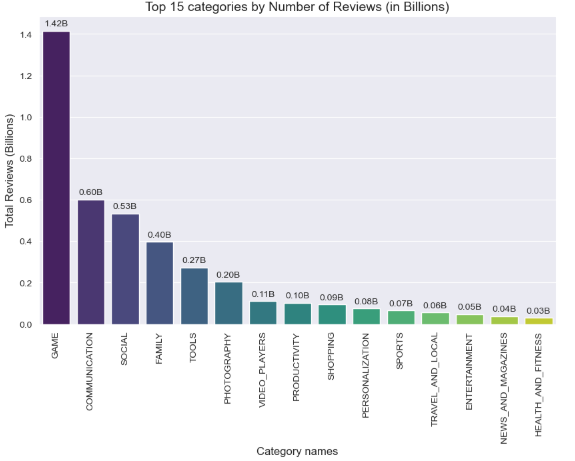 Top 15 categories by Number of Reviews (in Billions)
Total Reviews (Billions)
1.4
1.2
1.0
0.8
0.6
0.4
0.2
0.0
1.42B
0.60B
0.53B
0.40B
0.27B
0.20B
0.11B
0.10B
0.09B
0.08B
0.07B
0.06B
0.05B
0.04B
0.03B
GAME
COMMUNICATION
SOCIAL
FAMILY
TOOLS
PHOTOGRAPHY
VIDEO_PLAYERS
PRODUCTIVITY
SHOPPING
PERSONALIZATION
SPORTS
TRAVEL_AND_LOCAL
ENTERTAINMENT
NEWS_AND_MAGAZINES
HEALTH_AND_FITNESS
Category names